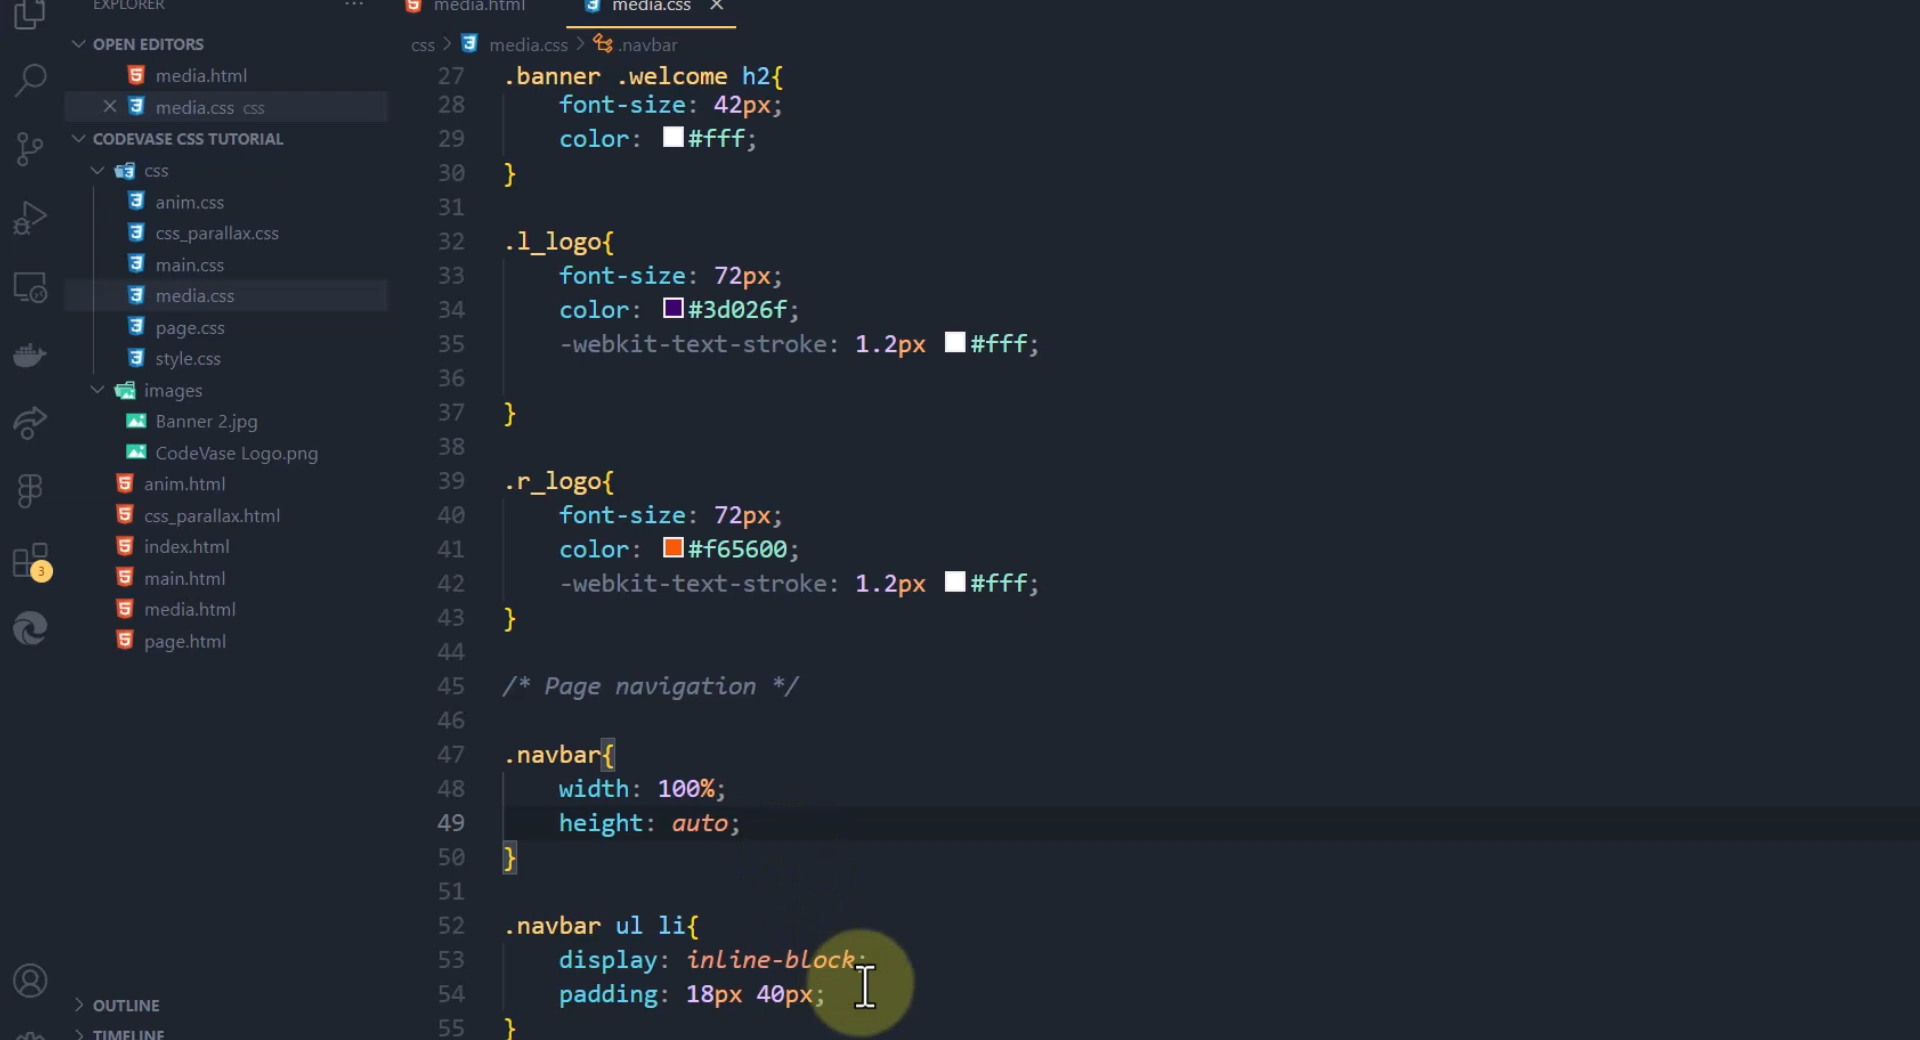 EXPLORER ...
media.html
media.css
OPEN EDITORS
media.html
media.css css
CODEVASE CSS TUTORIAL
css
anim.css
css_parallax.css
main.css
media.css
page.css
style.css
images
Banner 2.jpg
CodeVase Logo.png
anim.html
css_parallax.html
index.html
main.html
media.html
page.html
3
OUTLINE
TIMELINE
css > media.css > .navbar
27 .banner .welcome h2{
28 font-size: 42px;
29 color: #fff;
30 }
31
32 .l_logo{
33 font-size: 72px;
34 color: #3d026f;
35 -webkit-text-stroke: 1.2px #fff;
36
37 }
38
39 .r_logo{
40 font-size: 72px;
41 color: #f65600;
42 -webkit-text-stroke: 1.2px #fff;
43 }
44
45 /* Page navigation */
46
47 .navbar{
48 width: 100%;
49 height: auto;
50 }
51
52 .navbar ul li{
53 display: inline-block;
54 padding: 18px 40px;
55 }